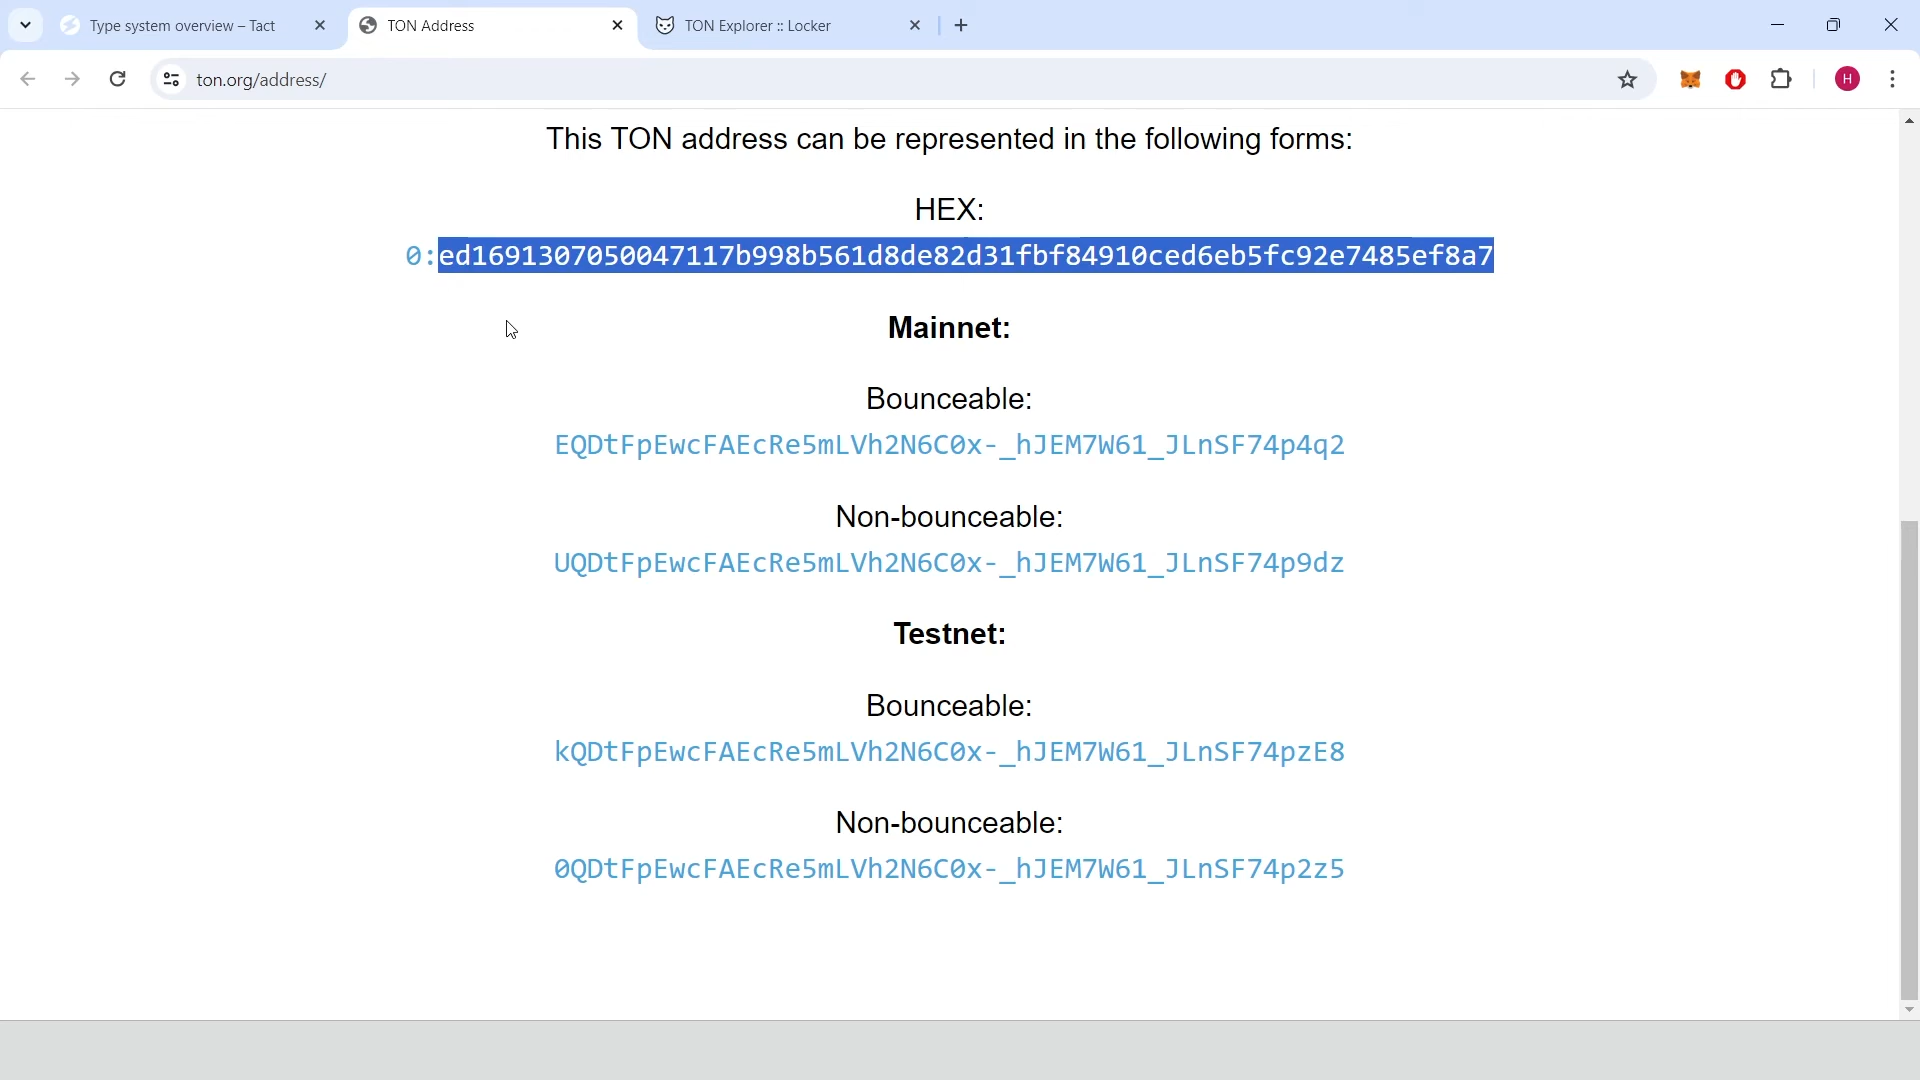 Type system overview – Tact
TON Address
TON Explorer :: Locker
ton.org/address/
H
This TON address can be represented in the following forms:
HEX:
0:ed1691307050047117b998b561d8de82d31fbf84910ced6eb5fc92e7485ef8a7
Mainnet:
Bounceable:
EQDtFpEwcFAEcRe5mLVh2N6C0x-_hJEM7W61_JLnSF74p4q2
Non-bounceable:
UQDtFpEwcFAEcRe5mLVh2N6C0x-_hJEM7W61_JLnSF74p9dz
Testnet:
Bounceable:
kQDtFpEwcFAEcRe5mLVh2N6C0x-_hJEM7W61_JLnSF74pzE8
Non-bounceable:
0QDtFpEwcFAEcRe5mLVh2N6C0x-_hJEM7W61_JLnSF74p2z5